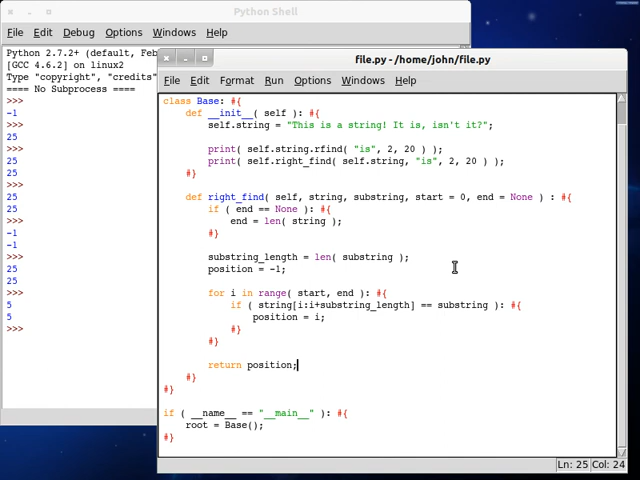 Python Shell
File Edit Debug Options Windows Help
Python 2.7.2+ (default, Feb
[GCC 4.6.2] on linux2
Type "copyright", "credits"
==== No Subprocess ====
>>>
-1
>>>
25
25
>>>
25
25
>>>
-1
-1
>>>
25
25
>>>
5
5
>>>
file.py - /home/john/file.py
File Edit Format Run Options Windows Help
class Base: #{
def __init__( self ): #{
self.string = "This is a string! It is, isn't it?";
print( self.string.rfind( "is", 2, 20 ) );
print( self.right_find( self.string, "is", 2, 20 ) );
#}
def right_find( self, string, substring, start = 0, end = None ) : #{
if ( end == None ): #{
end = len( string );
#}
substring_length = len( substring );
position = -1;
for i in range( start, end ): #{
if ( string[i:i+substring_length] == substring ): #{
position = i;
#}
#}
return position;
#}
#}
if ( __name__ == "__main__" ): #{
root = Base();
#}
Ln: 25 Col: 24